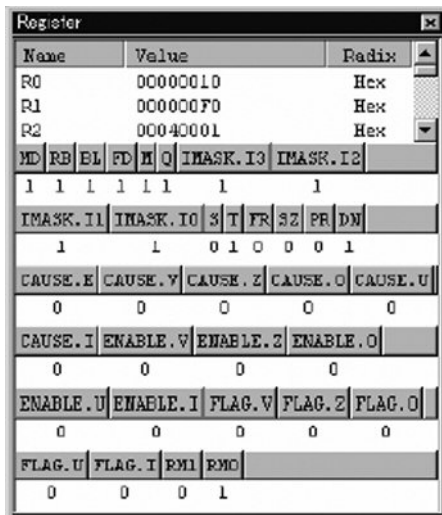 Register
Name Value Radix
R0 00000010 Hex
R1 000000FD Hex
R2 00040001 Hex
MD RB BL FD M Q IMASK.I3 IMASK.I2
1 1 1 1 1 1 1 1
IMASK.I1 IMASK.I0 S T FR SZ PR DN
1 1 0 1 0 0 0 1
CAUSE.E CAUSE.V CAUSE.Z CAUSE.O CAUSE.U
0 0 0 0 0
CAUSE.I ENABLE.V ENABLE.Z ENABLE.O
0 0 0 0
ENABLE.U ENABLE.I FLAG.V FLAG.Z FLAG.O
0 0 0 0 0
FLAG.U FLAG.I RM1 RM0
0 0 0 1